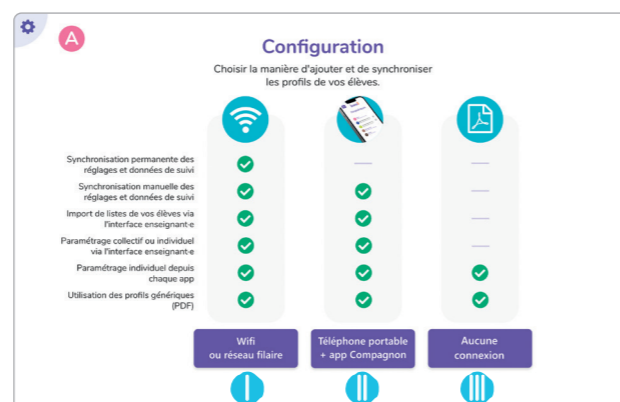 A
Configuration
Choisir la manière d'ajouter et de synchroniser
les profils de vos élèves.
Synchronisation permanente des
réglages et données de suivi
Synchronisation manuelle des
réglages et données de suivi
Import de listes de vos élèves via
l'interface enseignant·e
Paramétrage collectif ou individuel
via l'interface enseignant·e
Paramétrage individuel depuis
chaque app
Utilisation des profils génériques
(PDF)
Wifi
ou réseau filaire
Téléphone portable
+ app Compagnon
Aucune
connexion